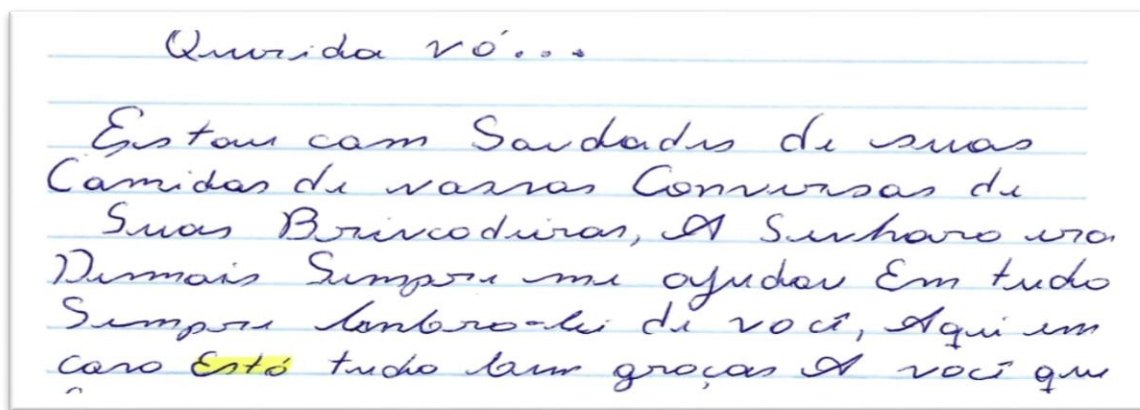 Querida vó...
Estou com Saudades de suas
Comidas de nossas Conversas de
Suas Brincadeiras, A Senhora era
Demais Sempre me ajudou Em tudo
Sempre lembro-lei de você, Aqui em
casa Está tudo bem graças A você que